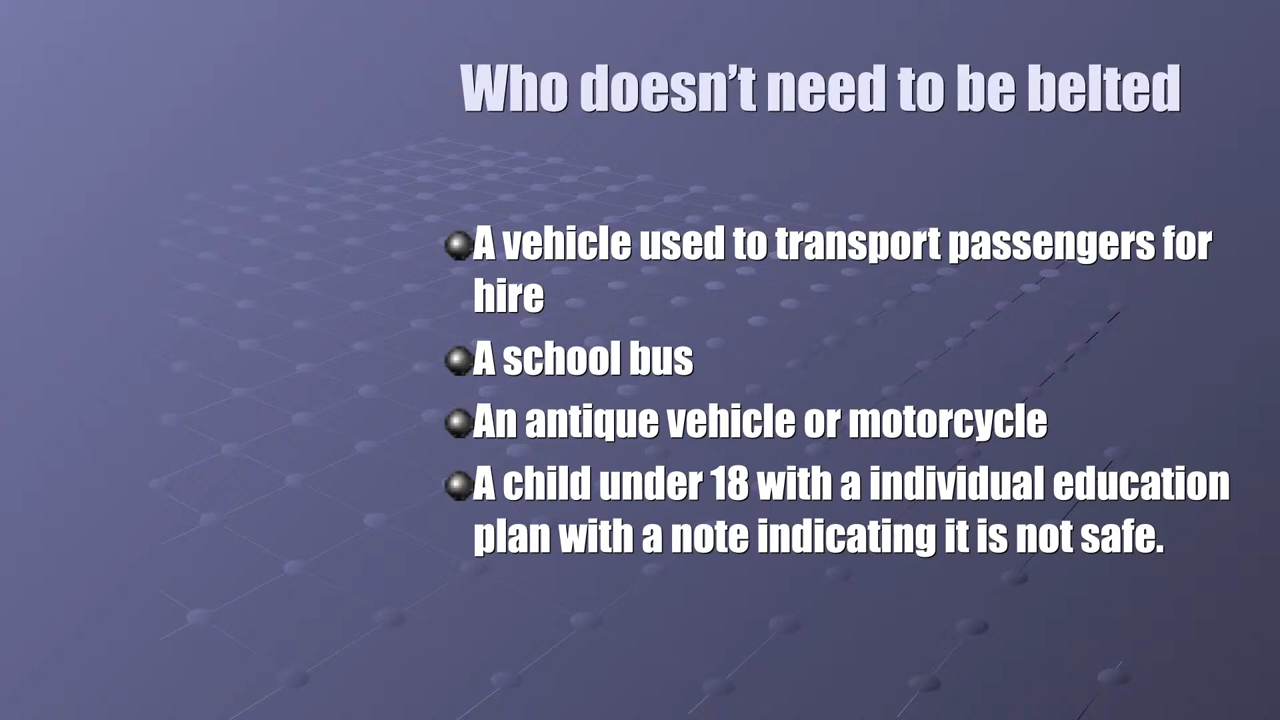 Who doesn’t need to be belted
A vehicle used to transport passengers for
hire
A school bus
An antique vehicle or motorcycle
A child under 18 with a individual education
plan with a note indicating it is not safe.